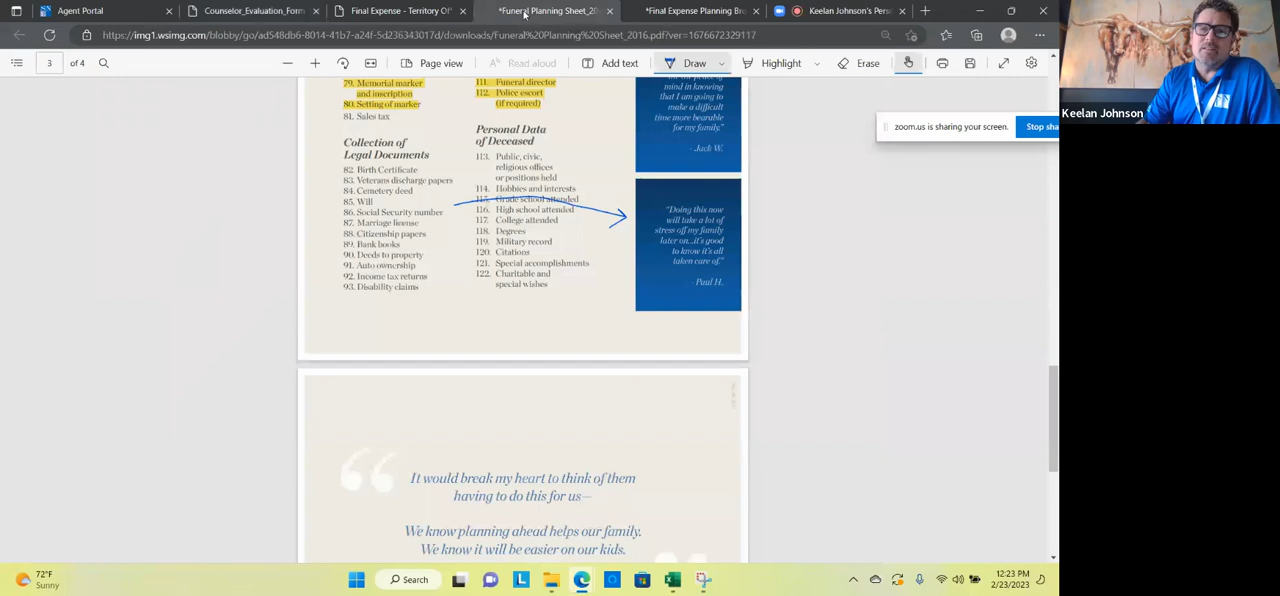 Agent Portal
Counselor_Evaluation_Form
Final Expense - Territory Of
*Funeral Planning Sheet_20
*Final Expense Planning Bro
Keelan Johnson's Pers
https://img1.wsimg.com/blobby/go/ad548db6-8014-41b7-a24f-5d236343017d/downloads/Funeral%20Planning%20Sheet_2016.pdf?ver=1676672329117
3
of 4
Page view
Add text
Read aloud
Draw
Highlight
Erase
Keelan Johnson
zoom.us is sharing your screen.
Stop sha
79. Memorial marker
and inscription
80. Setting of marker
81. Sales tax
Collection of
Legal Documents
82. Birth Certificate
83. Veterans discharge papers
84. Cemetery deed
85. Will
86. Social Security number
87. Marriage license
88. Citizenship papers
89. Bank books
90. Deeds to property
91. Auto ownership
92. Income tax returns
93. Disability claims
111. Funeral director
112. Police escort
(if required)
Personal Data
of Deceased
113. Public, civic,
religious offices
or positions held
114. Hobbies and interests
115. Grade school attended
116. High school attended
117. College attended
118. Degrees
119. Military record
120. Citations
121. Special accomplishments
122. Charitable and
special wishes
mind in knowing
that I am going to
make a difficult
time more bearable
for my family."
- Jack W.
"Doing this now
will take a lot of
stress off my family
later on...it's good
to know it's all
taken care of."
- Paul H.
“
It would break my heart to think of them
having to do this for us—
We know planning ahead helps our family.
We know it will be easier on our kids.
72°F
Sunny
Search
12:23 PM
2/23/2023